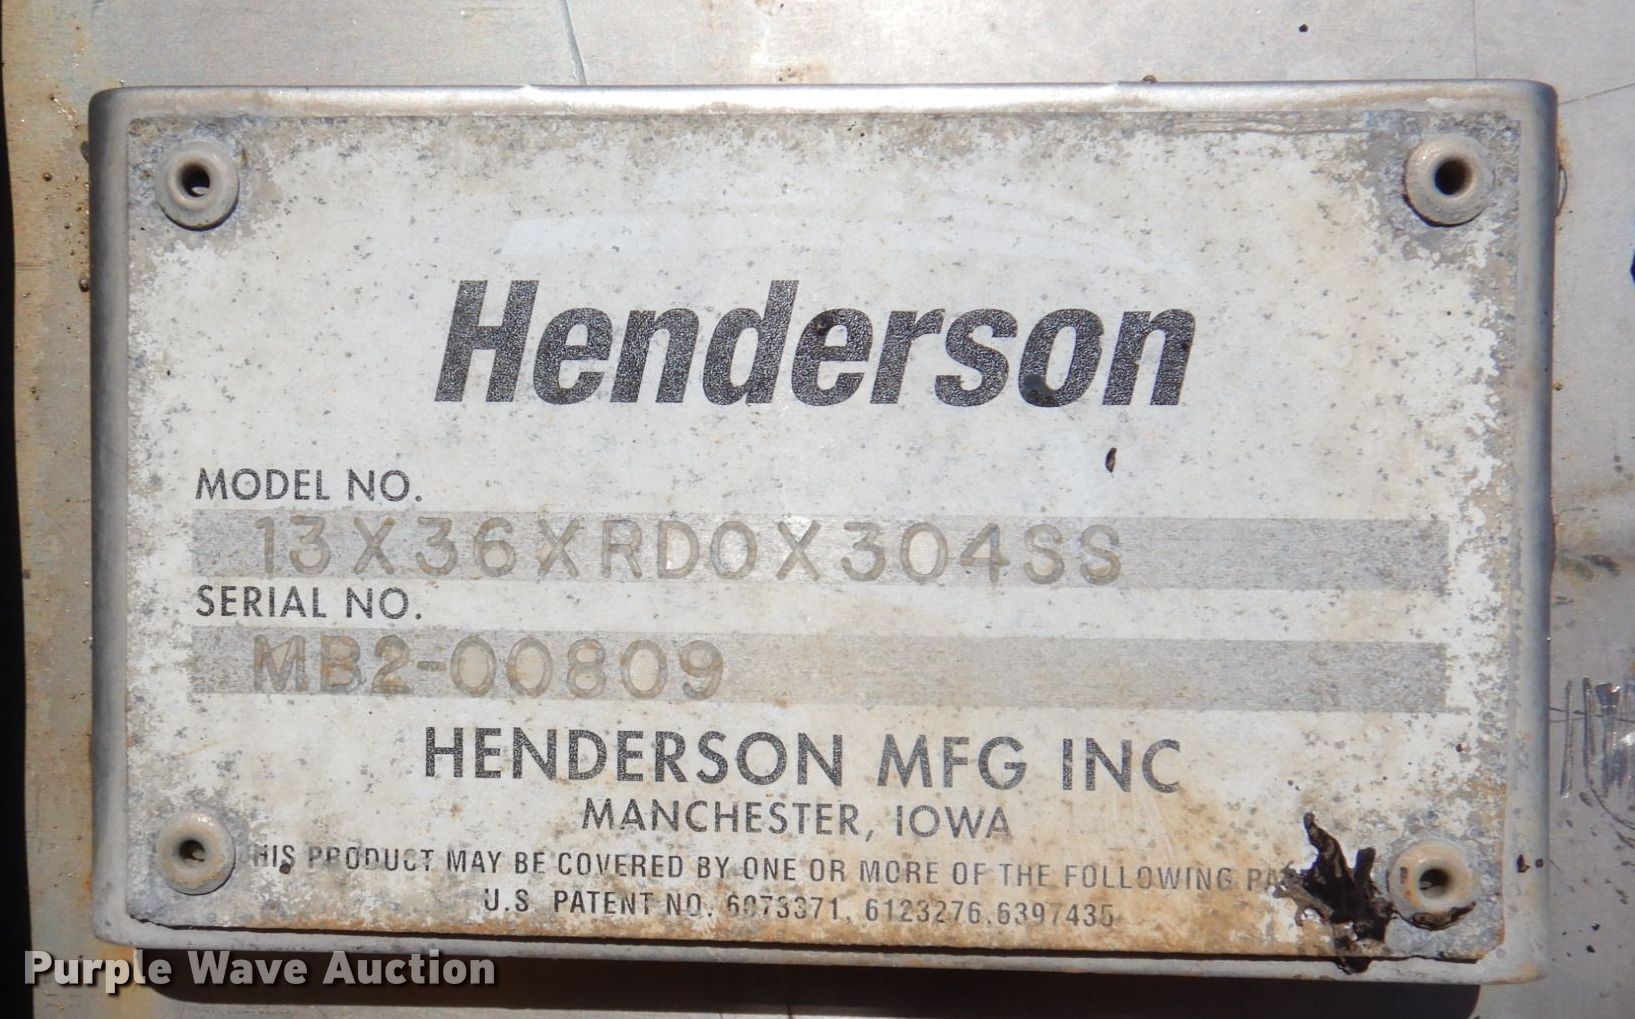 Henderson
MODEL NO.
13X36XRDOX304SS
SERIAL NO.
MB2-00809
HENDERSON MFG INC
MANCHESTER, IOWA
PRODUCT MAY BE COVERED BY ONE OR MORE OF THE FOLLOWING
U.S. PATENT NO. 6073371, 6123276.6397435
Purple Wave Auction